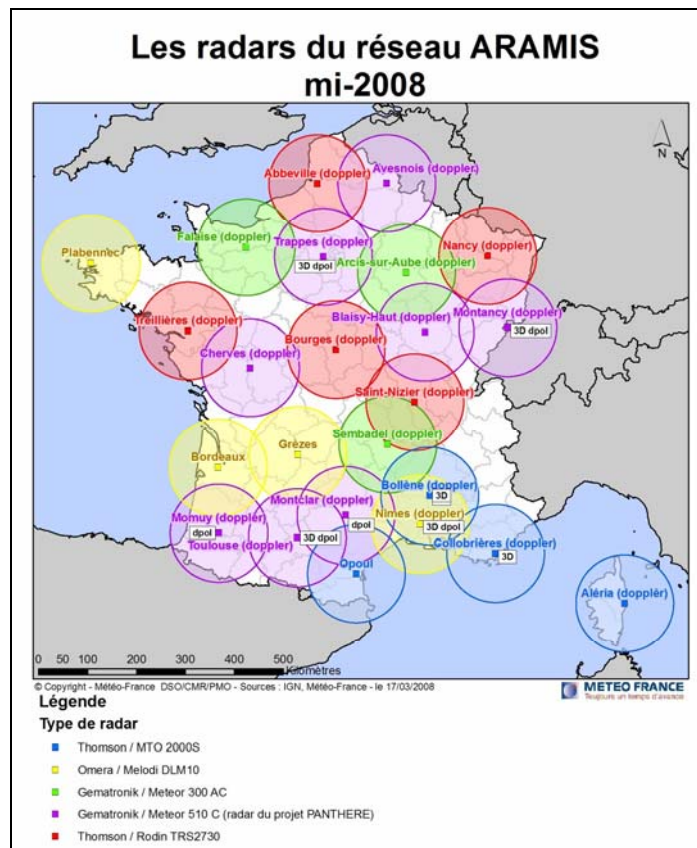 Les radars du réseau ARAMIS
mi-2008
N
Abbeville (doppler)
Avesnois (doppler)
Falaise (doppler)
Trappes (doppler)
3D dpol
Arcis-sur-Aube (doppler)
Nancy (doppler)
Plabennec
Treillières (doppler)
Cherves (doppler)
Bourges (doppler)
Blaisy-Haut (doppler)
Montancy (doppler)
3D dpol
Saint-Nizier (doppler)
Sembadel (doppler)
Bordeaux
Grèzes
Bollène (doppler)
3D
Montclar (doppler)
dpol
Nîmes (doppler)
3D dpol
Momuy (doppler)
dpol
Toulouse (doppler)
3D dpol
Collobrières (doppler)
3D
Opoul
Aléria (doppler)
0 50 100 200 300 400 500
Kilomètres
© Copyright - Météo-France DSO/CMR/PMO - Sources : IGN, Météo-France - le 17/03/2008
METEO FRANCE
Toujours un temps d'avance
Légende
Type de radar
Thomson / MTO 2000S
Omera / Melodi DLM10
Gematronik / Meteor 300 AC
Gematronik / Meteor 510 C (radar du projet PANTHERE)
Thomson / Rodin TRS2730